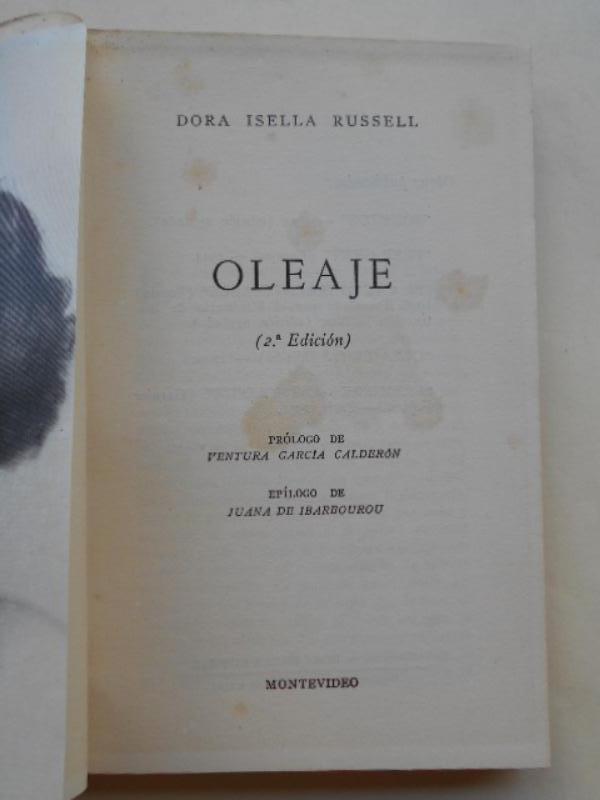 DORA ISELLA RUSSELL
OLEAJE
(2.ª Edición)
PRÓLOGO DE
VENTURA GARCÍA CALDERÓN
EPÍLOGO DE
JUANA DE IBARBOUROU
MONTEVIDEO